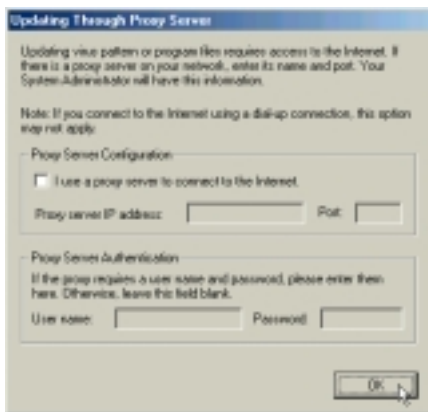 Updating Through Proxy Server
Updating virus pattern or program files requires access to the Internet. If
there is a proxy server on your network, enter its name and port. Your
System Administrator will have this information.
Note: If you connect to the Internet using a dial-up connection, this option
may not apply.
Proxy Server Configuration
I use a proxy server to connect to the Internet.
Proxy server IP address: Port:
Proxy Server Authentication
If the proxy requires a user name and password, please enter them
here. Otherwise, leave this field blank.
User name: Password:
OK